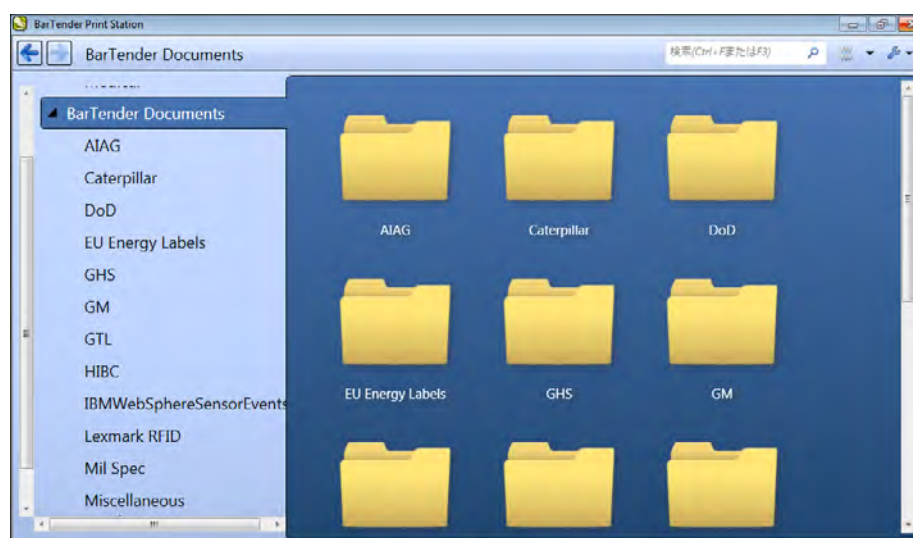 BarTender Print Station
BarTender Documents
検索(Ctrl+FまたはF3)
BarTender Documents
AIAG
Caterpillar
DoD
EU Energy Labels
GHS
GM
GTL
HIBC
IBMWebSphereSensorEvents
Lexmark RFID
Mil Spec
Miscellaneous
AIAG
Caterpillar
DoD
EU Energy Labels
GHS
GM